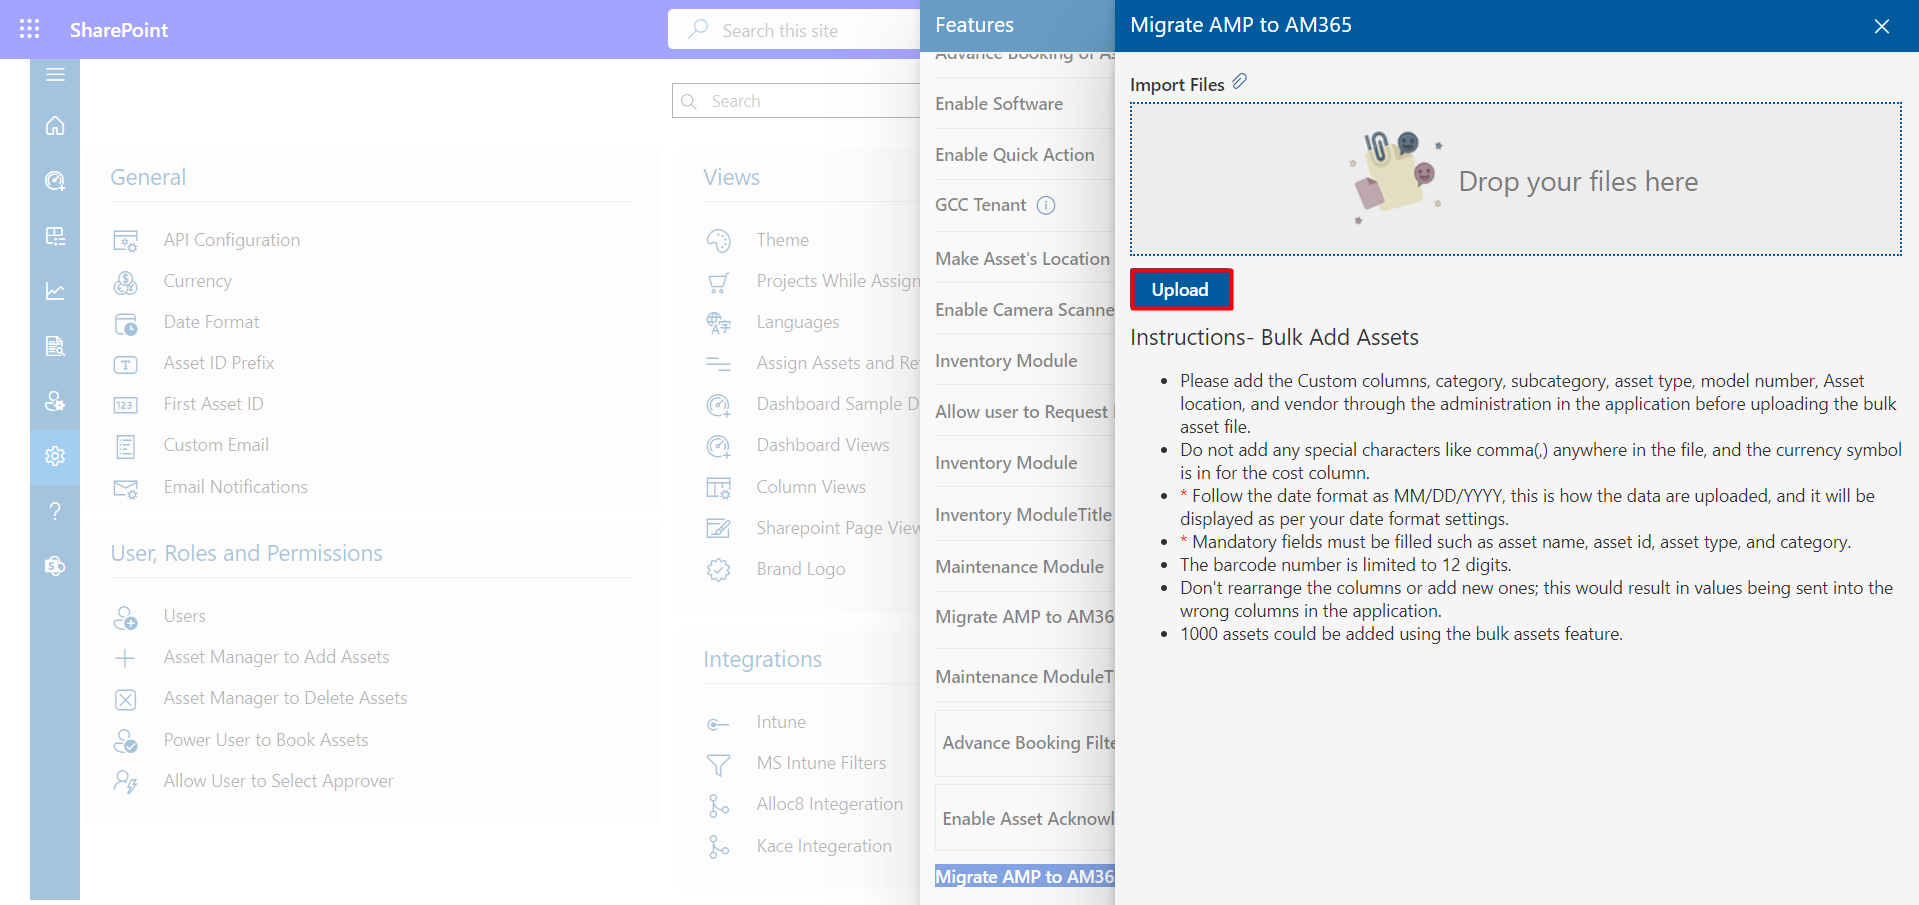 SharePoint
Search this site
Search
General
API Configuration
Currency
Date Format
Asset ID Prefix
First Asset ID
123
Custom Email
Email Notifications
User, Roles and Permissions
Users
Asset Manager to Add Assets
Asset Manager to Delete Assets
Power User to Book Assets
Allow User to Select Approver
Views
Theme
Projects While Assign
Languages
Assign Assets and Re
Dashboard Sample D
Dashboard Views
Column Views
Sharepoint Page View
Brand Logo
Integrations
Intune
MS Intune Filters
Alloc8 Integeration
Kace Integeration
Features
Advance Booking of As
Enable Software
Enable Quick Action
GCC Tenant
Make Asset's Location
Enable Camera Scanne
Inventory Module
Allow user to Request
Inventory Module
Inventory ModuleTitle
Maintenance Module
Migrate AMP to AM36
Maintenance ModuleT
Advance Booking Filte
Enable Asset Acknowl
Migrate AMP to AM36
Migrate AMP to AM365
Import Files
Drop your files here
Upload
Instructions- Bulk Add Assets
• Please add the Custom columns, category, subcategory, asset type, model number, Asset
location, and vendor through the administration in the application before uploading the bulk
asset file.
• Do not add any special characters like comma(,) anywhere in the file, and the currency symbol
is in for the cost column.
• * Follow the date format as MM/DD/YYYY, this is how the data are uploaded, and it will be
displayed as per your date format settings.
• * Mandatory fields must be filled such as asset name, asset id, asset type, and category.
• The barcode number is limited to 12 digits.
• Don't rearrange the columns or add new ones; this would result in values being sent into the
wrong columns in the application.
• 1000 assets could be added using the bulk assets feature.